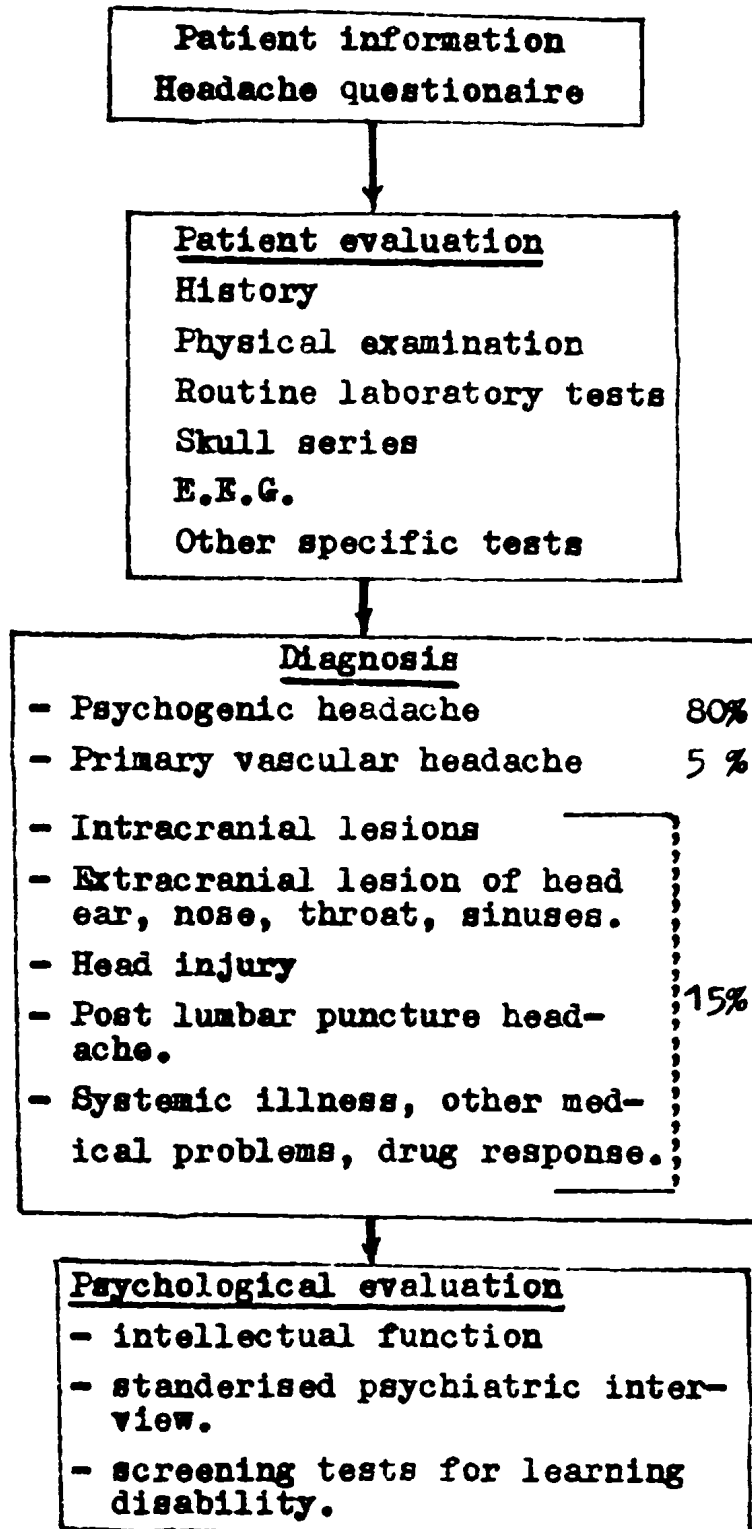 Patient information
Headache questionaire
Patient evaluation
History
Physical examination
Routine laboratory tests
Skull series
E.E.G.
Other specific tests
Diagnosis
- Psychogenic headache 80%
- Primary vascular headache 5 %
- Intracranial lesions
- Extracranial lesion of head
ear, nose, throat, sinuses.
- Head injury
15%
- Post lumbar puncture head-
ache.
- Systemic illness, other med-
ical problems, drug response.
Psychological evaluation
- intellectual function
- standerised psychiatric inter-
view.
- screening tests for learning
disability.